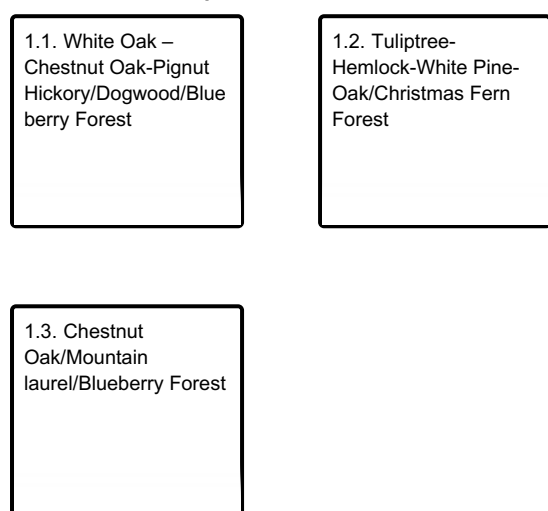 1.1. White Oak –
Chestnut Oak-Pignut
Hickory/Dogwood/Blue
berry Forest
1.2. Tuliptree-
Hemlock-White Pine-
Oak/Christmas Fern
Forest
1.3. Chestnut
Oak/Mountain
laurel/Blueberry Forest